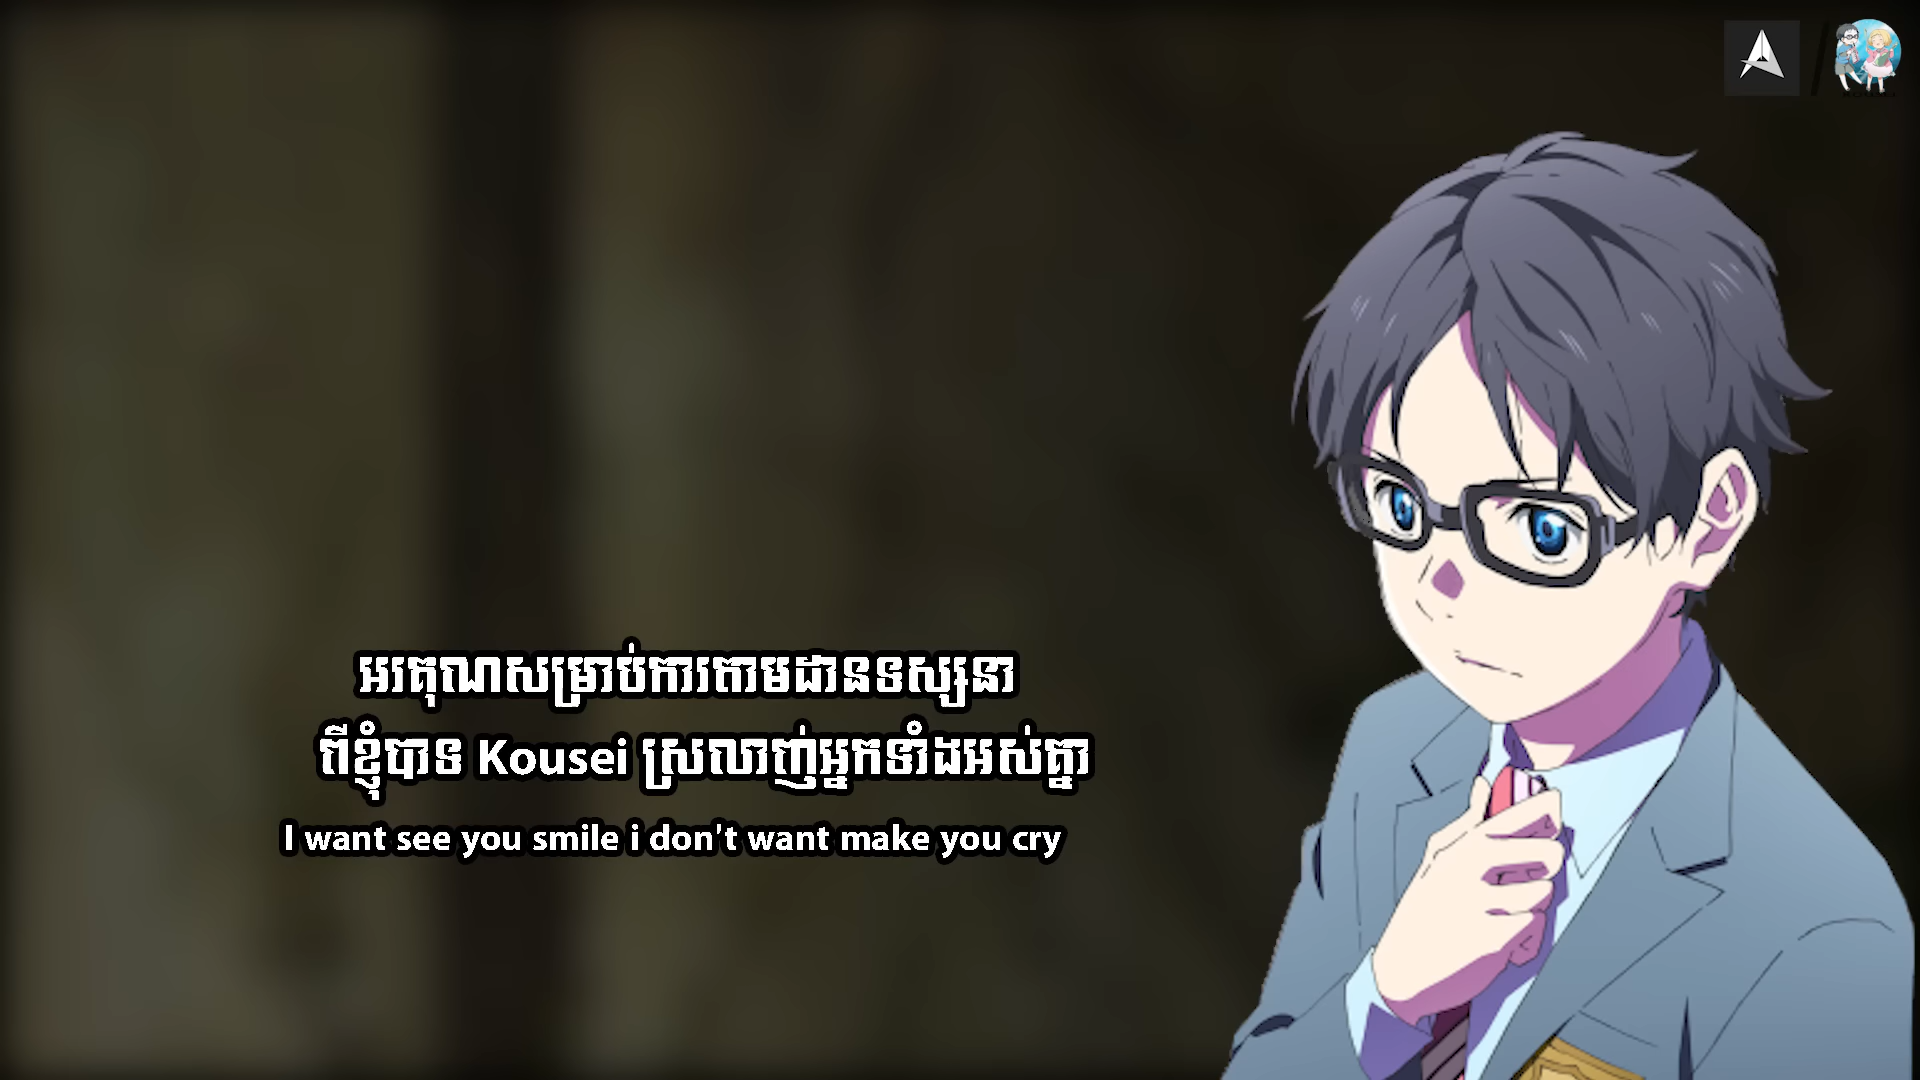 អរគុណសម្រាប់ការតាមដានទស្សនា
ពីខ្ញុំបាទ Kousei ស្រលាញ់អ្នកទាំងអស់គ្នា
I want see you smile i don't want make you cry